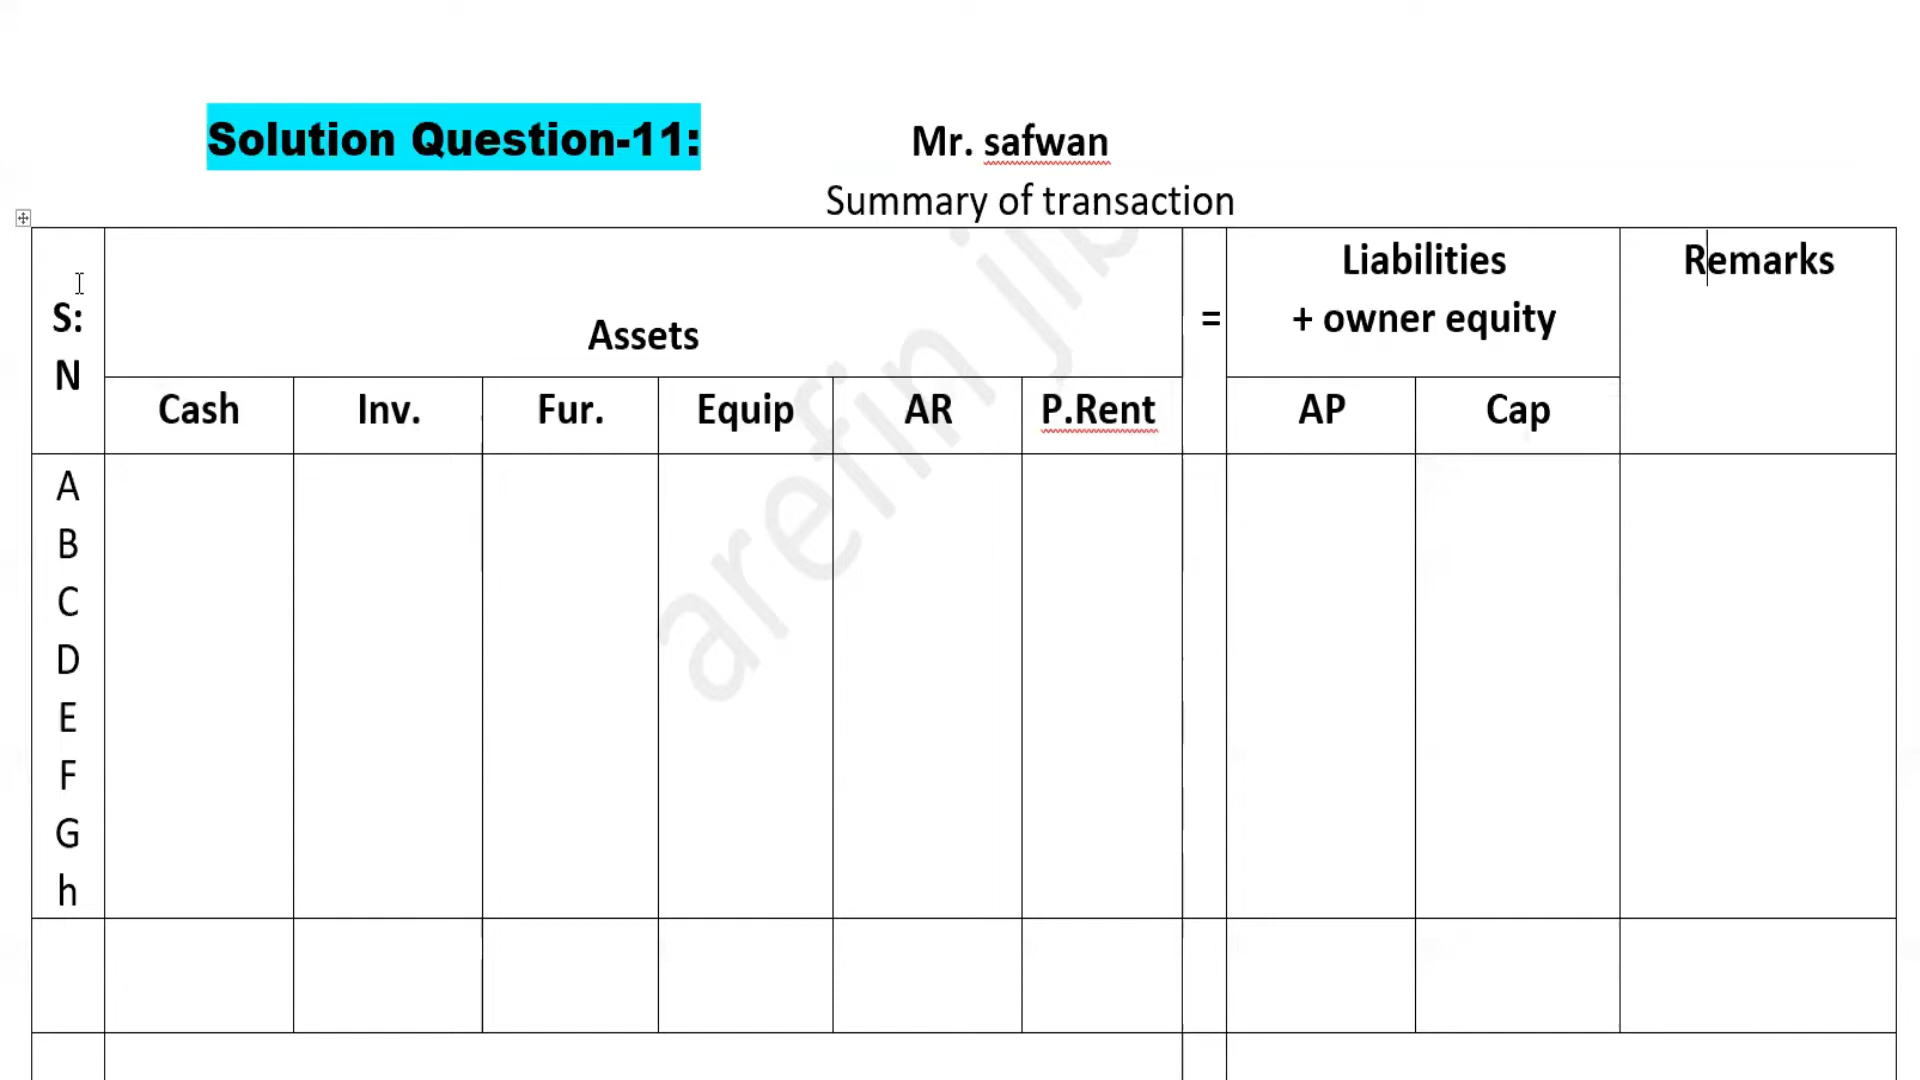 Solution Question-11:
Mr. safwan
Summary of transaction
S:
N
Assets
=
Liabilities
+ owner equity
Remarks
Cash
Inv.
Fur.
Equip
AR
P.Rent
AP
Cap
A
B
C
D
E
F
G
h
arefin